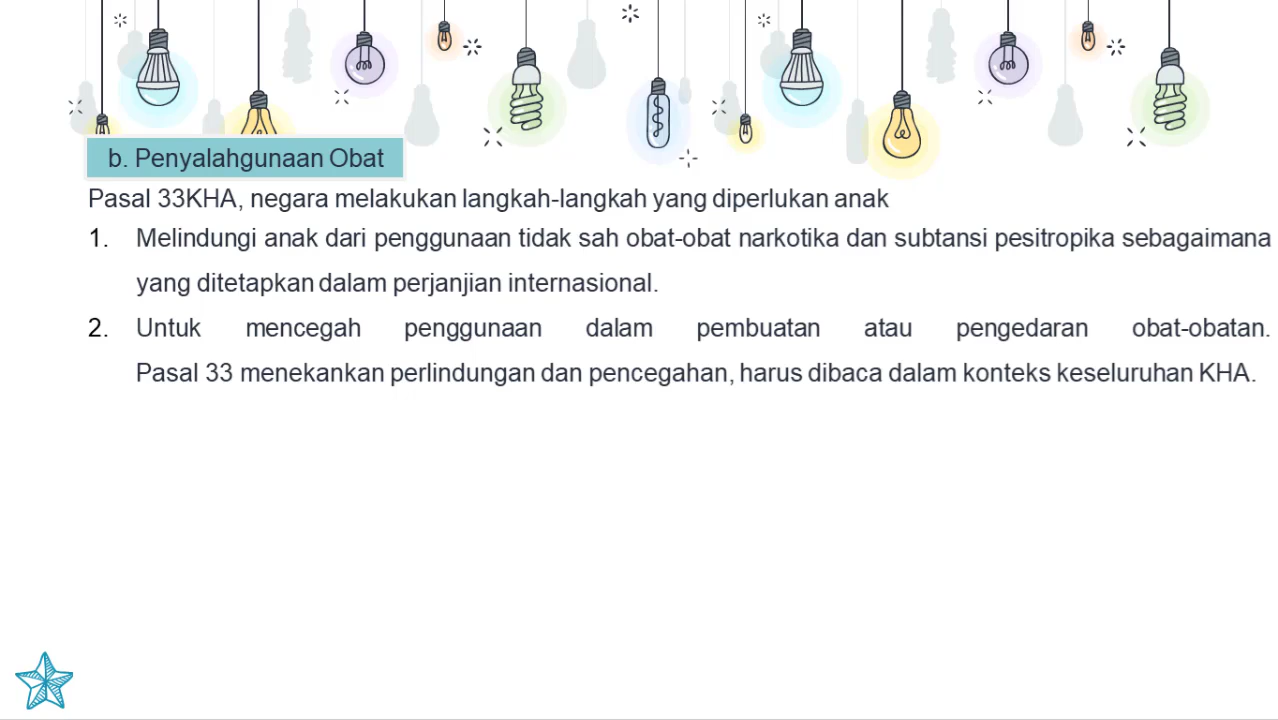 b. Penyalahgunaan Obat
Pasal 33KHA, negara melakukan langkah-langkah yang diperlukan anak
1. Melindungi anak dari penggunaan tidak sah obat-obat narkotika dan subtansi pesitropika sebagaimana
yang ditetapkan dalam perjanjian internasional.
2. Untuk mencegah penggunaan dalam pembuatan atau pengedaran obat-obatan.
Pasal 33 menekankan perlindungan dan pencegahan, harus dibaca dalam konteks keseluruhan KHA.